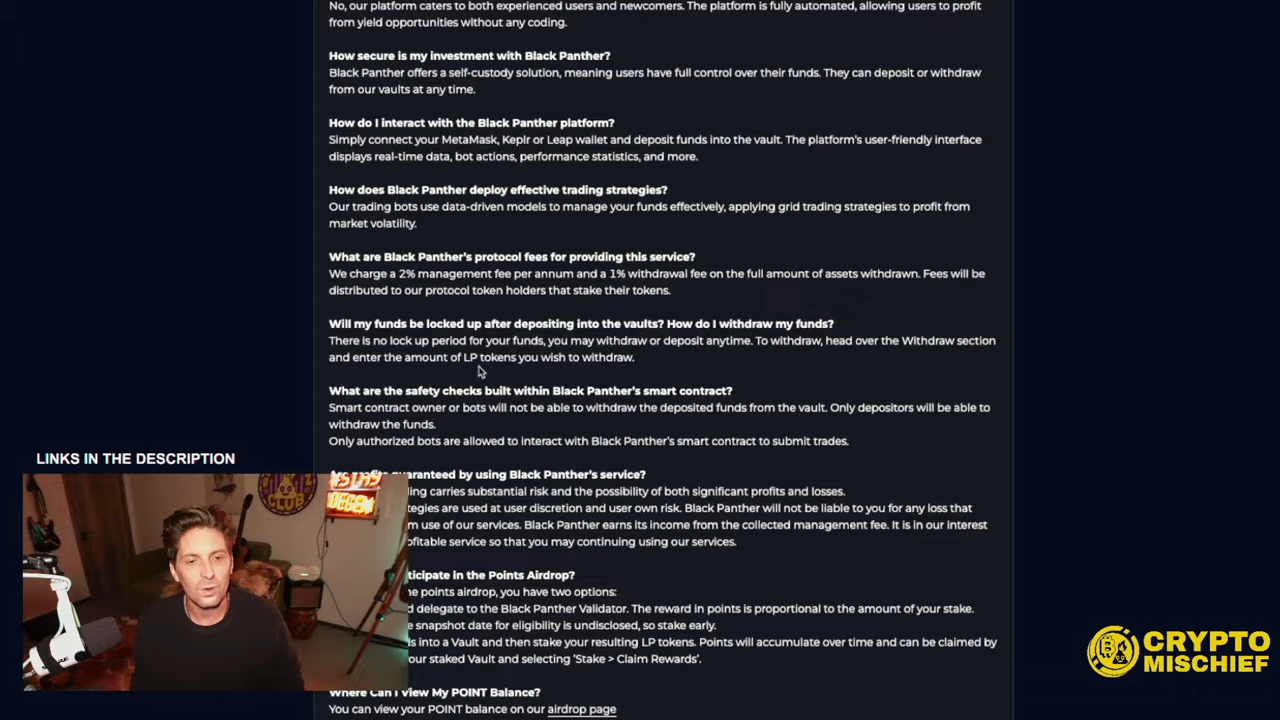 No, our platform caters to both experienced users and newcomers. The platform is fully automated, allowing users to profit
from yield opportunities without any coding.
How secure is my investment with Black Panther?
Black Panther offers a self-custody solution, meaning users have full control over their funds. They can deposit or withdraw
from our vaults at any time.
How do I interact with the Black Panther platform?
Simply connect your MetaMask, Keplr or Leap wallet and deposit funds into the vault. The platform's user-friendly interface
displays real-time data, bot actions, performance statistics, and more.
How does Black Panther deploy effective trading strategies?
Our trading bots use data-driven models to manage your funds effectively, applying grid trading strategies to profit from
market volatility.
What are Black Panther's protocol fees for providing this service?
We charge a 2% management fee per annum and a 1% withdrawal fee on the full amount of assets withdrawn. Fees will be
distributed to our protocol token holders that stake their tokens.
Will my funds be locked up after depositing into the vaults? How do I withdraw my funds?
There is no lock up period for your funds, you may withdraw or deposit anytime. To withdraw, head over the Withdraw section
and enter the amount of LP tokens you wish to withdraw.
What are the safety checks built within Black Panther's smart contract?
Smart contract owner or bots will not be able to withdraw the deposited funds from the vault. Only depositors will be able to
withdraw the funds.
Only authorized bots are allowed to interact with Black Panther's smart contract to submit trades.
guaranteed by using Black Panther's service?
carries substantial risk and the possibility of both significant profits and losses.
are used at user discretion and user own risk. Black Panther will not be liable to you for any loss that
use of our services. Black Panther earns its income from the collected management fee. It is in our interest
service so that you may continuing using our services.
in the Points Airdrop?
points airdrop, you have two options:
delegate to the Black Panther Validator. The reward in points is proportional to the amount of your stake.
snapshot date for eligibility is undisclosed, so stake early.
into a Vault and then stake your resulting LP tokens. Points will accumulate over time and can be claimed by
your staked Vault and selecting 'Stake > Claim Rewards'.
Where Can I View My POINT Balance?
You can view your POINT balance on our airdrop page
LINKS IN THE DESCRIPTION
CLUB
CRYPTO
MISCHIEF